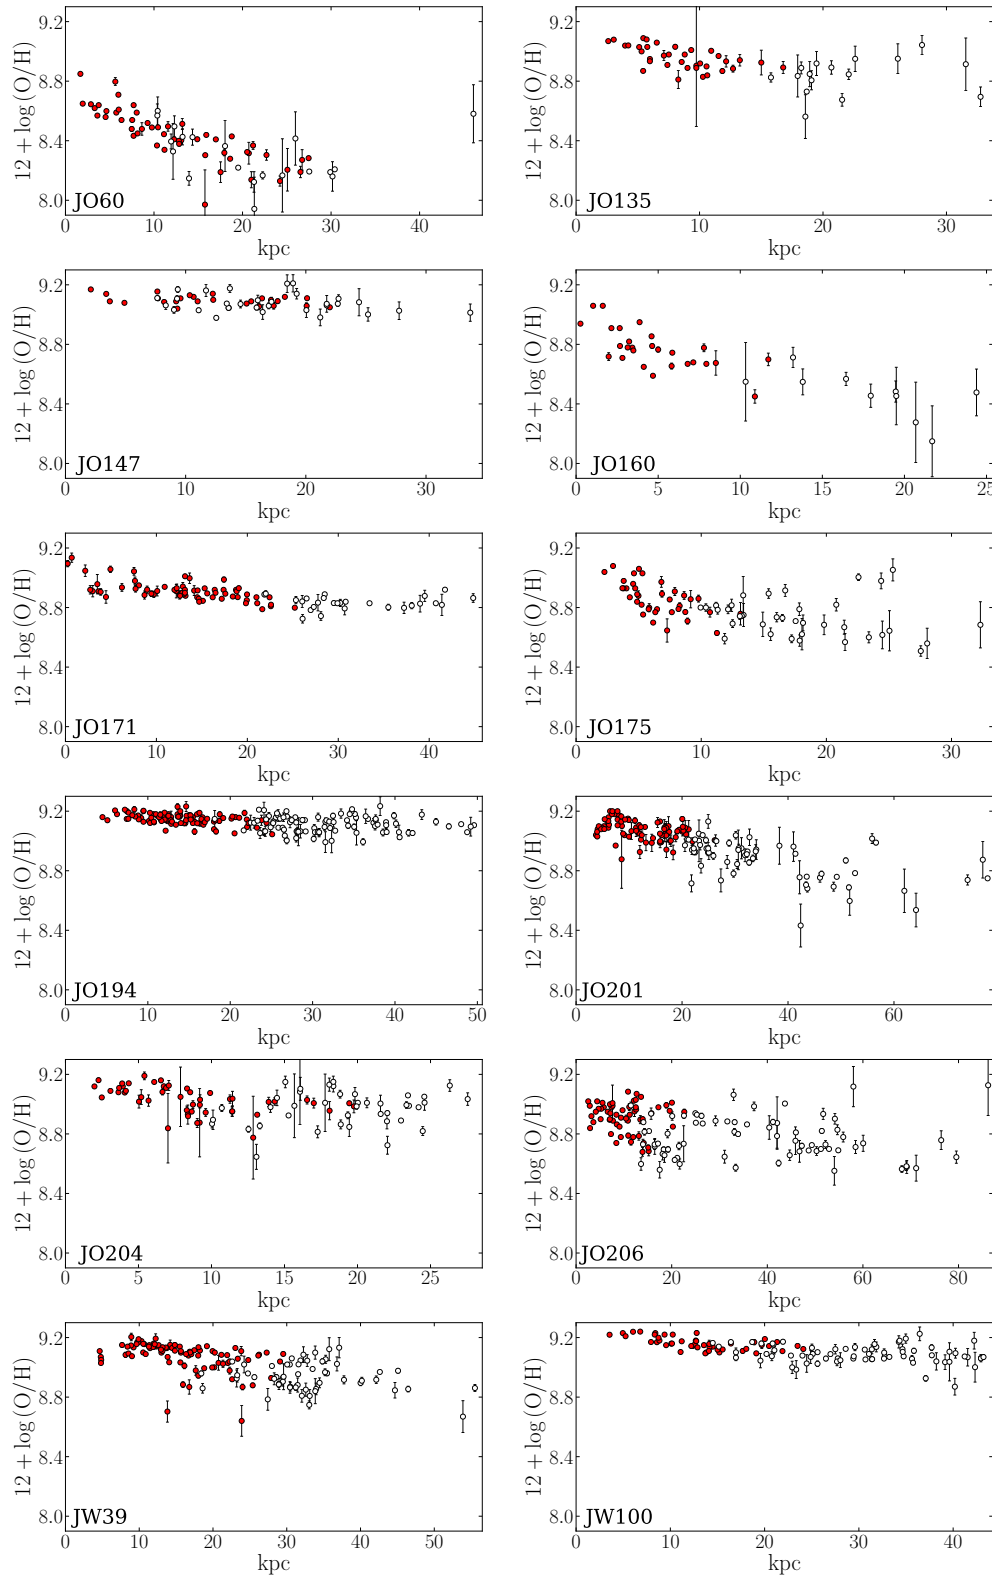 9.2 9.2
8.8 8.8
8.4 8.4
8.0 8.0
12 + log (O/H) 12 + log (O/H)
JO60 JO135
0 10 20 30 40 0 10 20 30
kpc kpc
9.2 9.2
8.8 8.8
8.4 8.4
8.0 8.0
12 + log (O/H) 12 + log (O/H)
JO147 JO160
0 10 20 30 0 5 10 15 20 25
kpc kpc
9.2 9.2
8.8 8.8
8.4 8.4
8.0 8.0
12 + log (O/H) 12 + log (O/H)
JO171 JO175
0 10 20 30 40 0 10 20 30
kpc kpc
9.2 9.2
8.8 8.8
8.4 8.4
8.0 8.0
12 + log (O/H) 12 + log (O/H)
JO194 JO201
0 10 20 30 40 50 0 20 40 60
kpc kpc
9.2 9.2
8.8 8.8
8.4 8.4
8.0 8.0
12 + log (O/H) 12 + log (O/H)
JO204 JO206
0 5 10 15 20 25 0 20 40 60 80
kpc kpc
9.2 9.2
8.8 8.8
8.4 8.4
8.0 8.0
12 + log (O/H) 12 + log (O/H)
JW39 JW100
0 10 20 30 40 50 0 10 20 30 40
kpc kpc